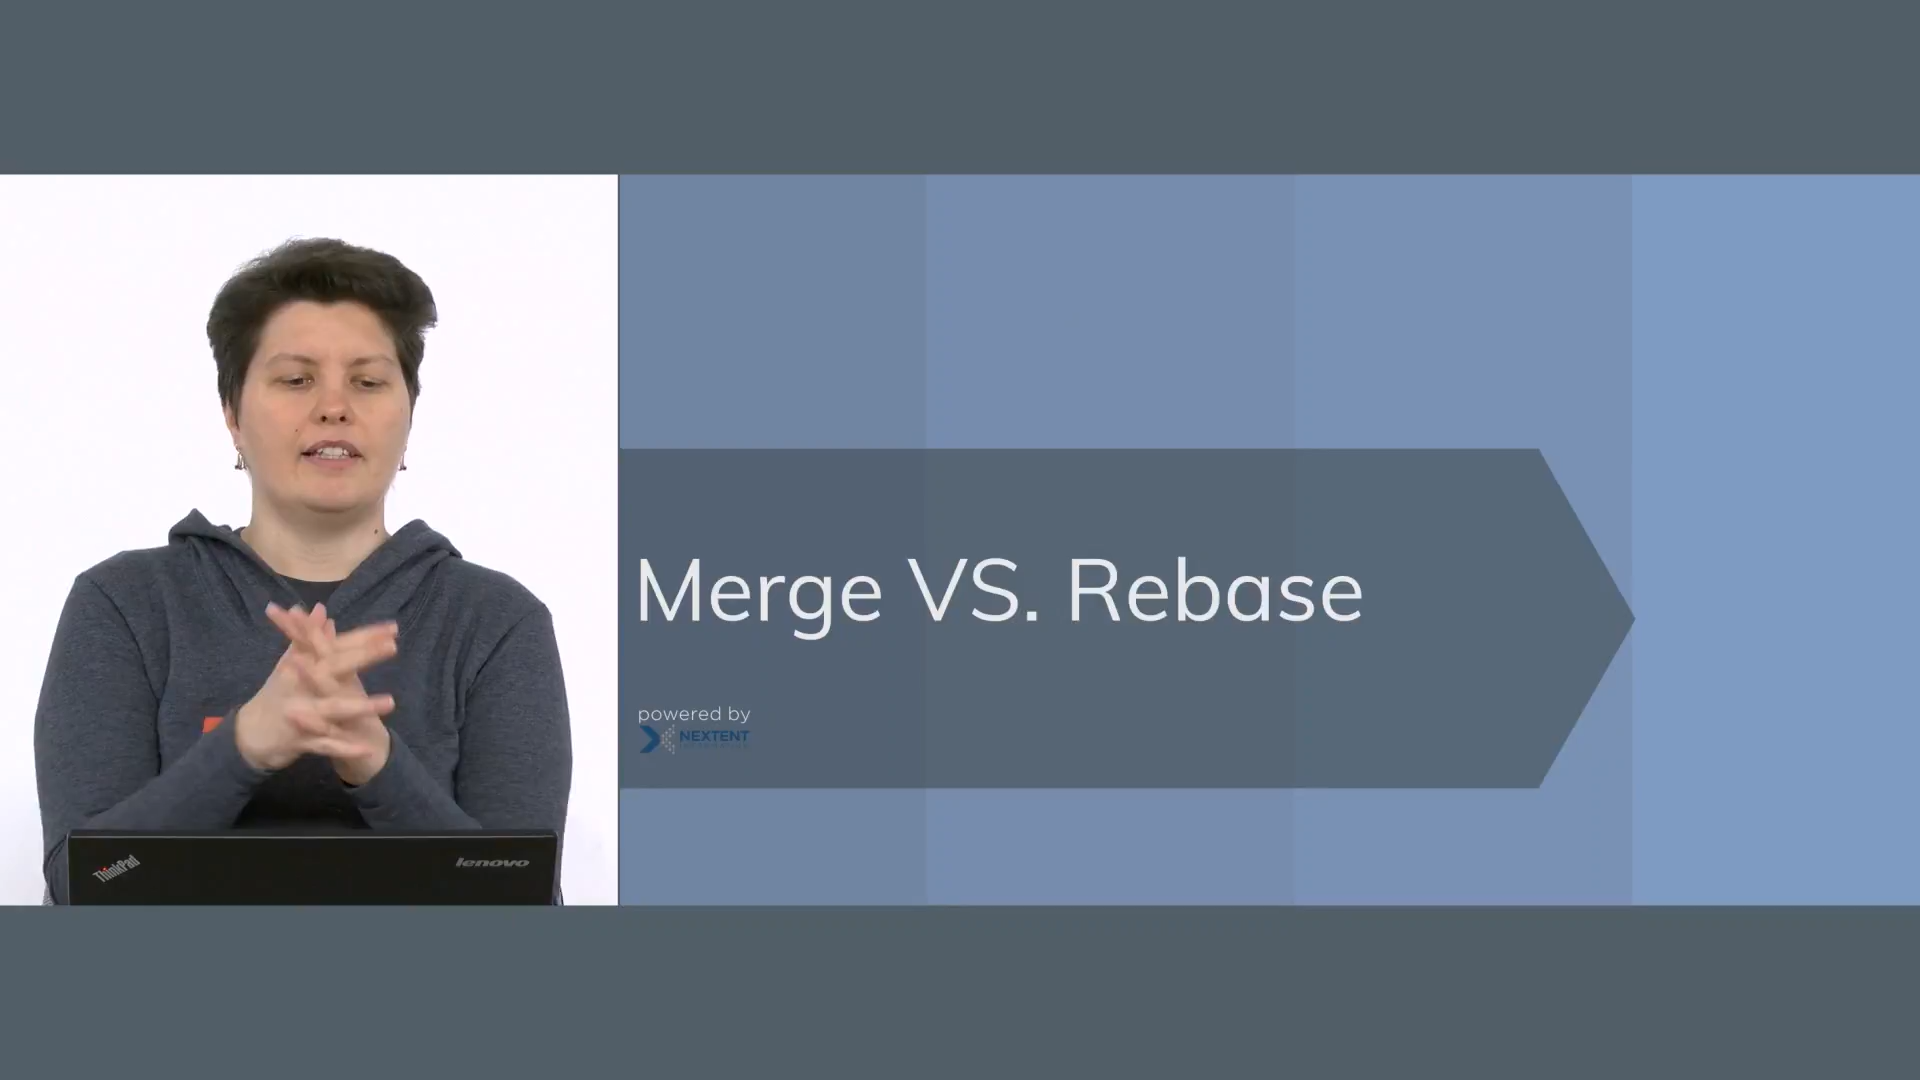 Merge VS. Rebase
powered by
NEXTENT
ThinkPad
lenovo